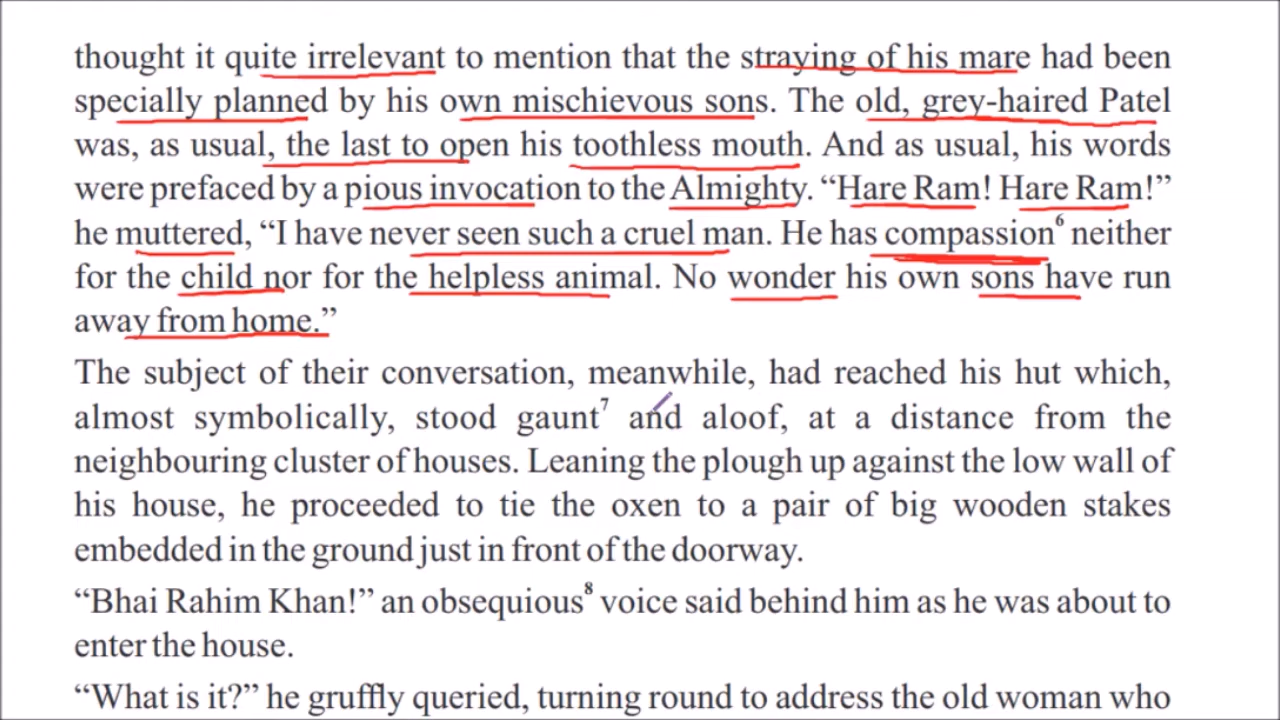 thought it quite irrelevant to mention that the straying of his mare had been
specially planned by his own mischievous sons. The old, grey-haired Patel
was, as usual, the last to open his toothless mouth. And as usual, his words
were prefaced by a pious invocation to the Almighty. “Hare Ram! Hare Ram!”
he muttered, “I have never seen such a cruel man. He has compassion⁶ neither
for the child nor for the helpless animal. No wonder his own sons have run
away from home.”
The subject of their conversation, meanwhile, had reached his hut which,
almost symbolically, stood gaunt⁷ and aloof, at a distance from the
neighbouring cluster of houses. Leaning the plough up against the low wall of
his house, he proceeded to tie the oxen to a pair of big wooden stakes
embedded in the ground just in front of the doorway.
“Bhai Rahim Khan!” an obsequious⁸ voice said behind him as he was about to
enter the house.
“What is it?” he gruffly queried, turning round to address the old woman who